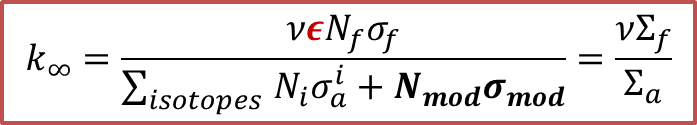 k∞ = νϵN_fσ_f / (∑_isotopes N_iσ_a^i + N_modσ_mod) = νΣ_f / Σ_a